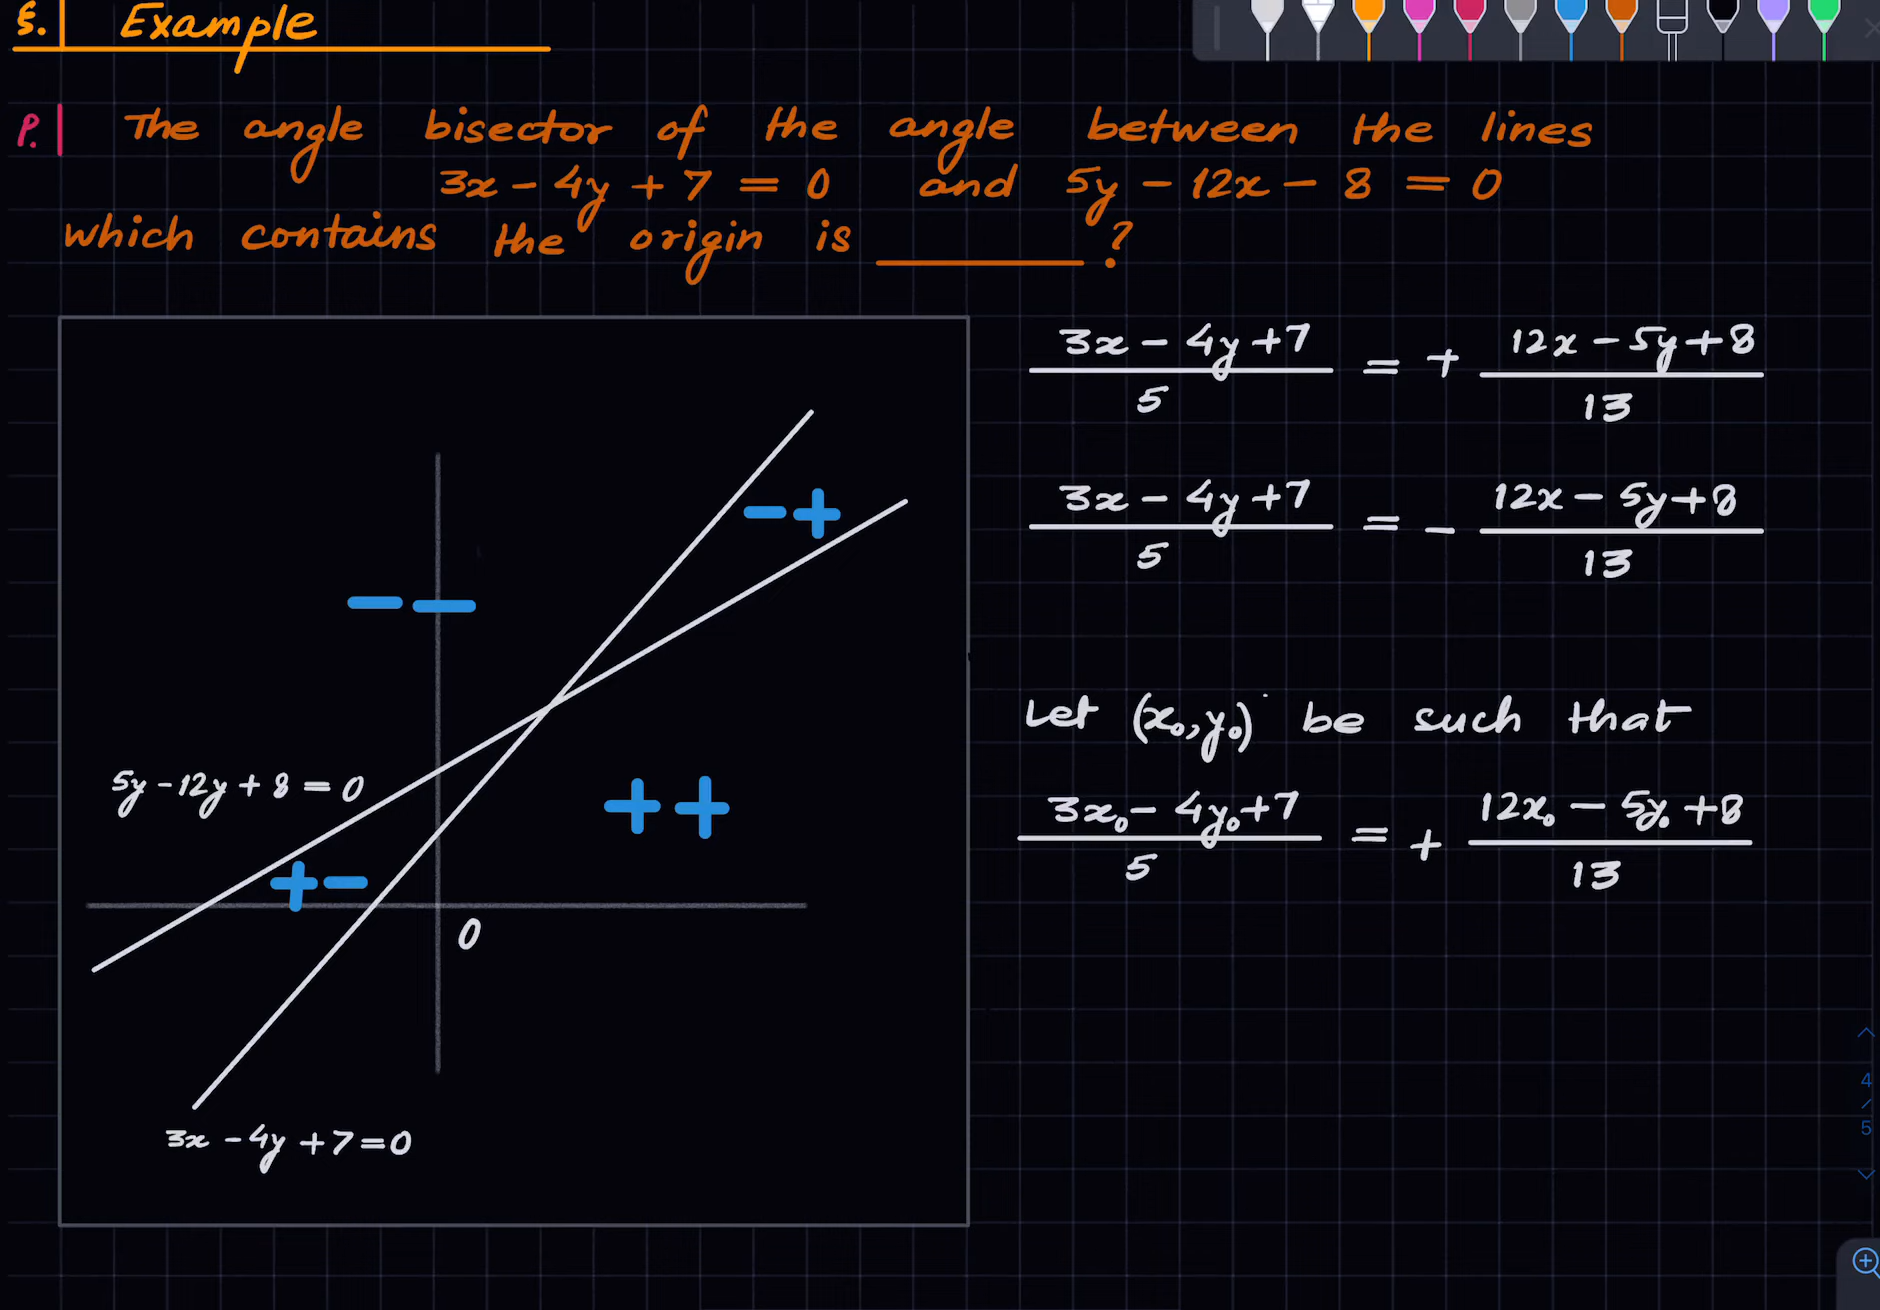 §. Example
P. The angle bisector of the angle between the lines
3x - 4y + 7 = 0 and 5y - 12x - 8 = 0
which contains the origin is ________ ?
(3x - 4y + 7)/5 = + (12x - 5y + 8)/13
(3x - 4y + 7)/5 = - (12x - 5y + 8)/13
Let (x₀, y₀) be such that
(3x₀ - 4y₀ + 7)/5 = + (12x₀ - 5y₀ + 8)/13
- +
- -
5y - 12y + 8 = 0
+ +
+ -
0
3x - 4y + 7 = 0
4
/
5